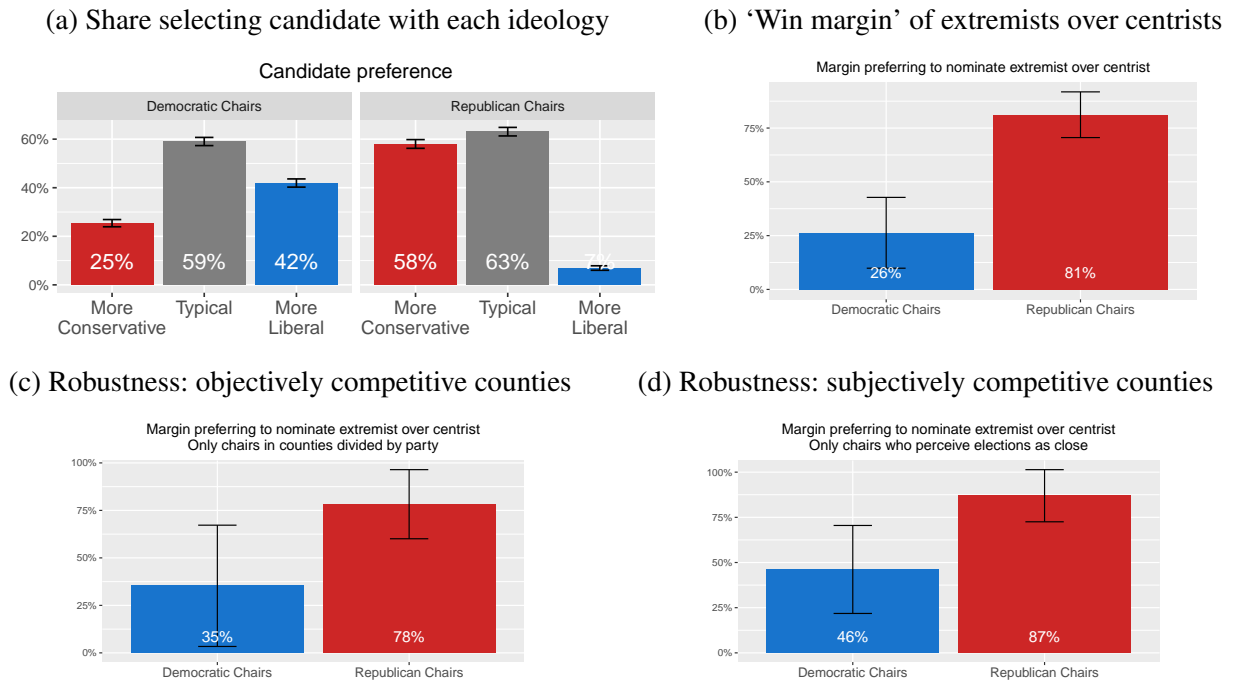 (a) Share selecting candidate with each ideology
Candidate preference
Democratic Chairs
Republican Chairs
60%
40%
20%
0%
25%
59%
42%
58%
63%
7%
More
Conservative
Typical
More
Liberal
More
Conservative
Typical
More
Liberal
(b) ‘Win margin’ of extremists over centrists
Margin preferring to nominate extremist over centrist
75%
50%
25%
0%
26%
81%
Democratic Chairs
Republican Chairs
(c) Robustness: objectively competitive counties
Margin preferring to nominate extremist over centrist
Only chairs in counties divided by party
100%
75%
50%
25%
0%
35%
78%
Democratic Chairs
Republican Chairs
(d) Robustness: subjectively competitive counties
Margin preferring to nominate extremist over centrist
Only chairs who perceive elections as close
100%
75%
50%
25%
0%
46%
87%
Democratic Chairs
Republican Chairs